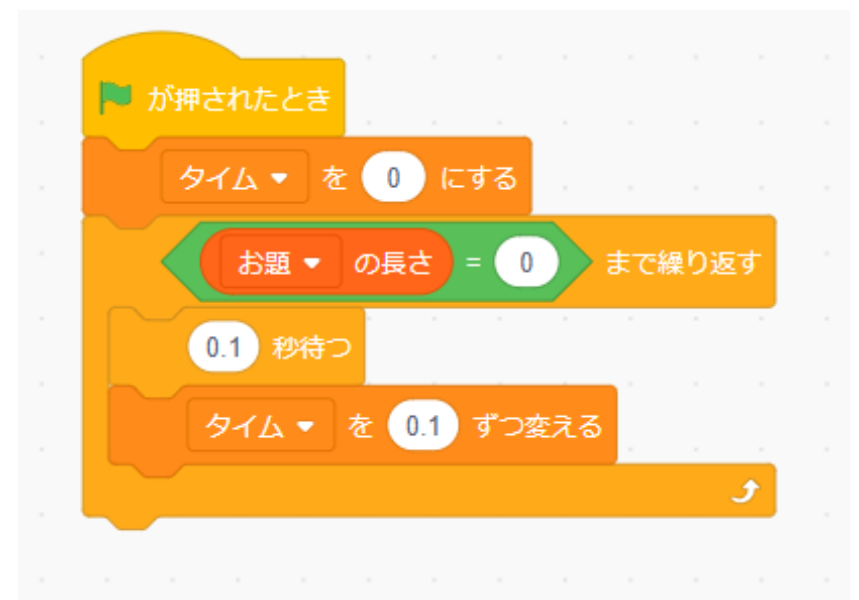 が押されたとき
タイム を 0 にする
お題 の長さ = 0 まで繰り返す
0.1 秒待つ
タイム を 0.1 ずつ変える